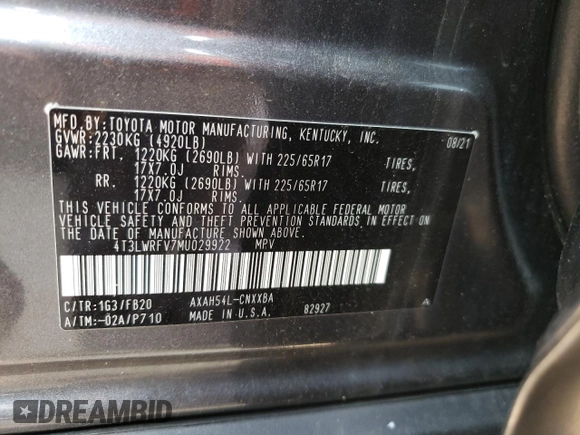 MFD.BY:TOYOTA MOTOR MANUFACTURING, KENTUCKY, INC.
GVWR:2230KG (4920LB) 08/21
GAWR:FRT. 1220KG (2690LB) WITH 225/65R17 TIRES,
17X7.0J RIMS.
RR. 1220KG (2690LB) WITH 225/65R17 TIRES,
17X7.0J RIMS.
THIS VEHICLE CONFORMS TO ALL APPLICABLE FEDERAL MOTOR
VEHICLE SAFETY AND THEFT PREVENTION STANDARDS IN EFFECT ON
THE DATE OF MANUFACTURE SHOWN ABOVE.
4T3LWRFV7MU029922 MPV
C/TR:1G3/FB20 AXAH54L-CNXXBA A
A/TM:-02A/P710 MADE IN U.S.A. 82927
DREAMBID